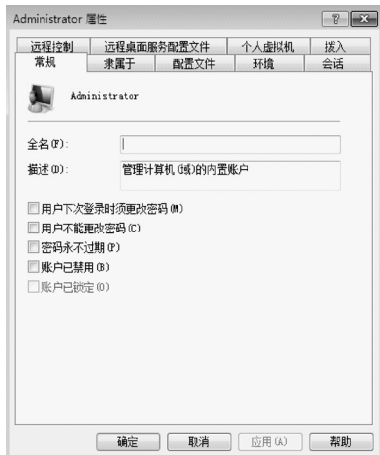 Administrator 属性
远程控制 远程桌面服务配置文件 个人虚拟机 拨入
常规 隶属于 配置文件 环境 会话
Administrator
全名(F):
描述(D): 管理计算机(域)的内置账户
用户下次登录时须更改密码(M)
用户不能更改密码(C)
密码永不过期(P)
账户已禁用(B)
账户已锁定(O)
确定 取消 应用(A) 帮助